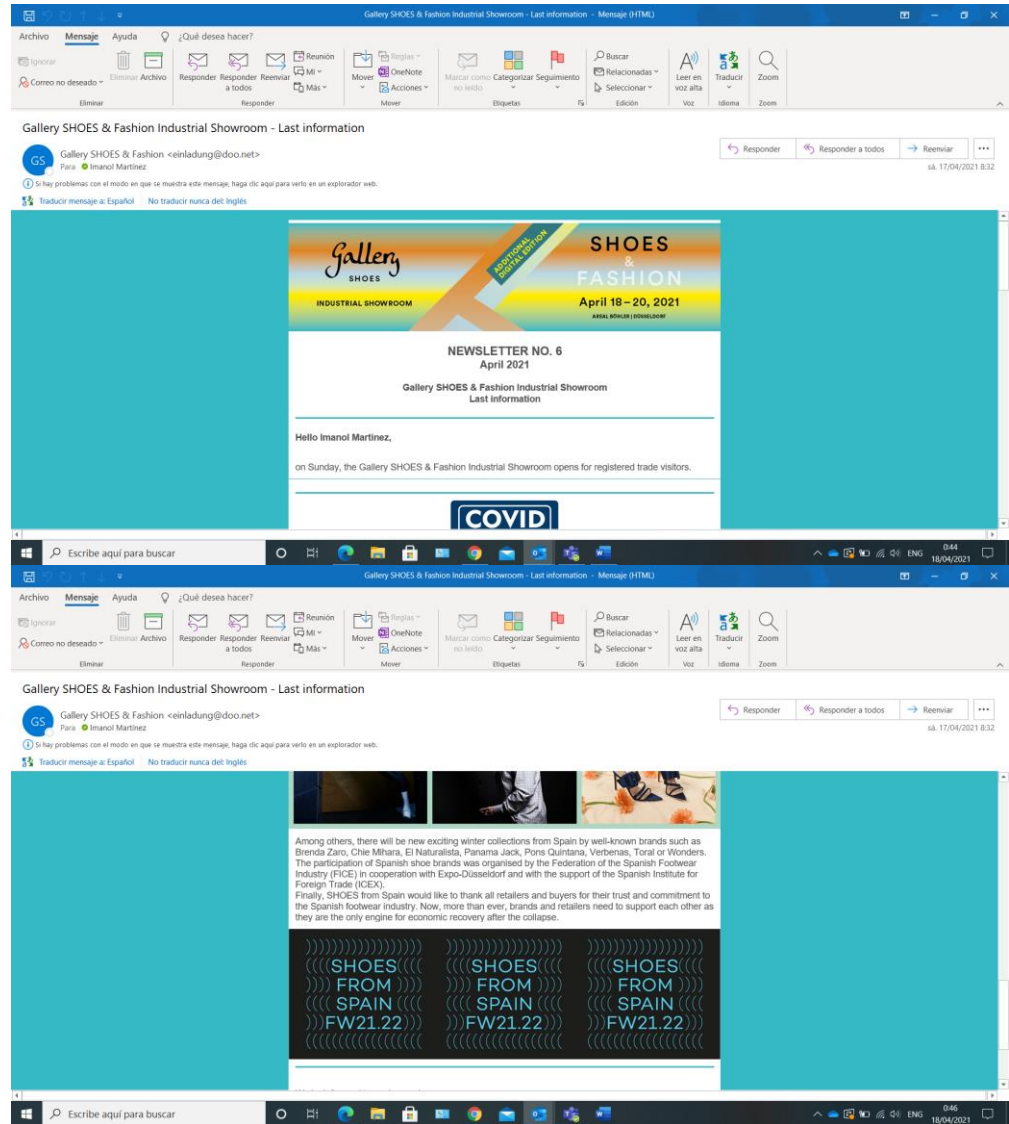 Gallery SHOES & Fashion Industrial Showroom - Last information - Mensaje (HTML)
Archivo Mensaje Ayuda ¿Qué desea hacer?
Ignorar
Correo no deseado
Eliminar Archivo
Responder Responder a todos Reenviar
Reunión
MI
Más
Mover
Reglas
OneNote
Acciones
Marcar como no leído Categorizar Seguimiento
Buscar
Relacionadas
Seleccionar
Leer en voz alta
Traducir
Zoom
Eliminar Responder Mover Etiquetas Edición Voz Idioma Zoom
Gallery SHOES & Fashion Industrial Showroom - Last information
GS
Gallery SHOES & Fashion <einladung@doo.net>
Para Imanol Martínez
Responder Responder a todos Reenviar
sá. 17/04/2021 8:32
Si hay problemas con el modo en que se muestra este mensaje, haga clic aquí para verlo en un explorador web.
Traducir mensaje a: Español No traducir nunca del: Inglés
Gallery
SHOES
INDUSTRIAL SHOWROOM
ADDITIONAL
DIGITAL EDITION
SHOES
&
FASHION
April 18 – 20, 2021
AREAL BÖHLER | DÜSSELDORF
NEWSLETTER NO. 6
April 2021
Gallery SHOES & Fashion Industrial Showroom
Last information
Hello Imanol Martinez,
on Sunday, the Gallery SHOES & Fashion Industrial Showroom opens for registered trade visitors.
COVID
Escribe aquí para buscar
ENG
0:44
18/04/2021
Gallery SHOES & Fashion Industrial Showroom - Last information - Mensaje (HTML)
Archivo Mensaje Ayuda ¿Qué desea hacer?
Ignorar
Correo no deseado
Eliminar Archivo
Responder Responder a todos Reenviar
Reunión
MI
Más
Mover
Reglas
OneNote
Acciones
Marcar como no leído Categorizar Seguimiento
Buscar
Relacionadas
Seleccionar
Leer en voz alta
Traducir
Zoom
Eliminar Responder Mover Etiquetas Edición Voz Idioma Zoom
Gallery SHOES & Fashion Industrial Showroom - Last information
GS
Gallery SHOES & Fashion <einladung@doo.net>
Para Imanol Martínez
Responder Responder a todos Reenviar
sá. 17/04/2021 8:32
Si hay problemas con el modo en que se muestra este mensaje, haga clic aquí para verlo en un explorador web.
Traducir mensaje a: Español No traducir nunca del: Inglés
Among others, there will be new exciting winter collections from Spain by well-known brands such as
Brenda Zaro, Chie Mihara, El Naturalista, Panama Jack, Pons Quintana, Verbenas, Toral or Wonders.
The participation of Spanish shoe brands was organised by the Federation of the Spanish Footwear
Industry (FICE) in cooperation with Expo-Düsseldorf and with the support of the Spanish Institute for
Foreign Trade (ICEX).
Finally, SHOES from Spain would like to thank all retailers and buyers for their trust and commitment to
the Spanish footwear industry. Now, more than ever, brands and retailers need to support each other as
they are the only engine for economic recovery after the collapse.
SHOES SHOES SHOES
FROM FROM FROM
SPAIN SPAIN SPAIN
FW21.22 FW21.22 FW21.22
Escribe aquí para buscar
ENG
0:46
18/04/2021